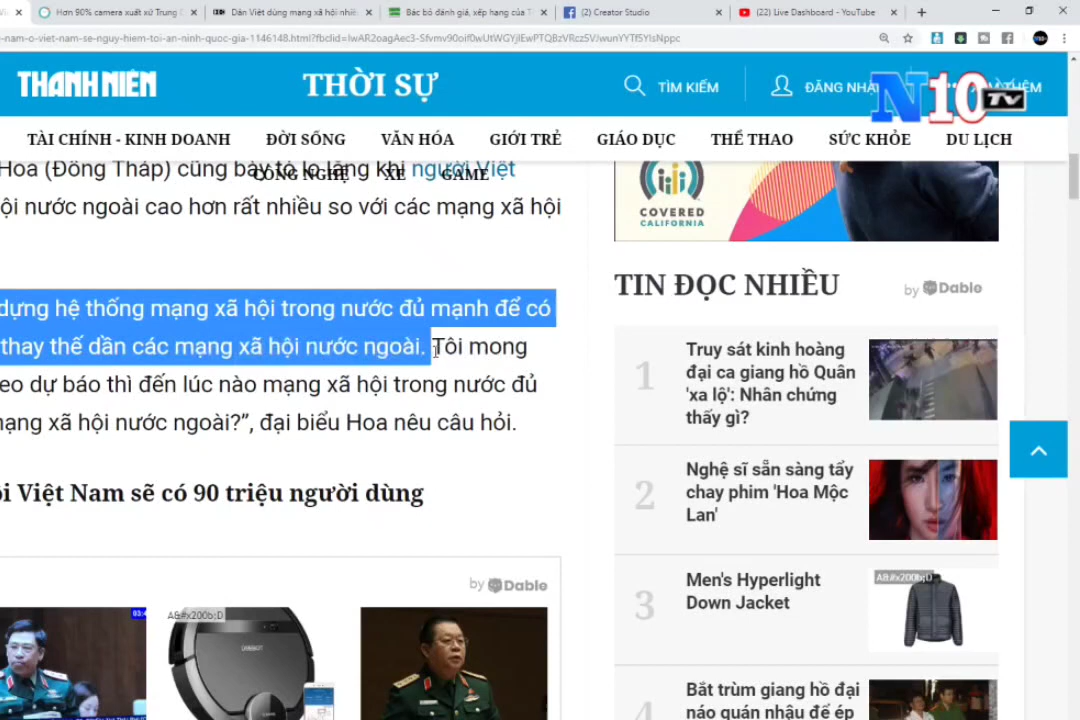 Hơn 90% camera xuất xứ Trung
Dân Việt dùng mạng xã hội nhiề
Bác bỏ đánh giá, xếp hạng của T
(2) Creator Studio
(22) Live Dashboard - YouTube
THANH NIÊN
THỜI SỰ
TÌM KIẾM
ĐĂNG NHẬ
THÊM
N10 TV
TÀI CHÍNH - KINH DOANH
ĐỜI SỐNG
VĂN HÓA
GIỚI TRẺ
GIÁO DỤC
THỂ THAO
SỨC KHỎE
DU LỊCH
CÔNG NGHỆ
XE
GAME
Hoa (Đồng Tháp) cũng bày tỏ lo lắng khi người Việt
ội nước ngoài cao hơn rất nhiều so với các mạng xã hội
dựng hệ thống mạng xã hội trong nước đủ mạnh để có
thay thế dần các mạng xã hội nước ngoài. Tôi mong
eo dự báo thì đến lúc nào mạng xã hội trong nước đủ
mạng xã hội nước ngoài?”, đại biểu Hoa nêu câu hỏi.
ội Việt Nam sẽ có 90 triệu người dùng
by Dable
COVERED
CALIFORNIA
TIN ĐỌC NHIỀU
by Dable
1
Truy sát kinh hoàng
đại ca giang hồ Quân
'xa lộ': Nhân chứng
thấy gì?
2
Nghệ sĩ sẵn sàng tẩy
chay phim 'Hoa Mộc
Lan'
3
Men's Hyperlight
Down Jacket
A&#x200b;D
4
Bắt trùm giang hồ đại
náo quán nhậu để ép
A&#x200b;D